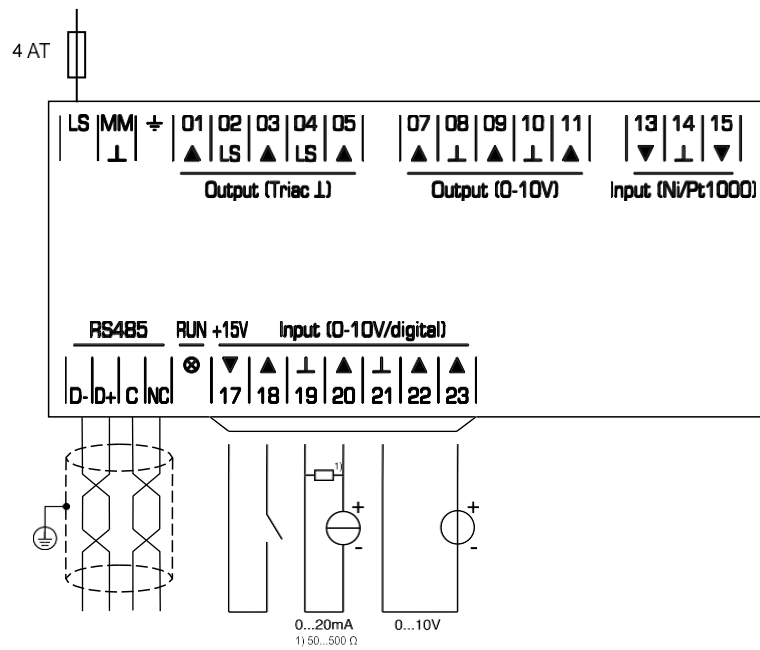 4 AT
LS MM 01 02 03 04 05 07 08 09 10 11 13 14 15
LS LS
Output (Triac ⊥) Output (0-10V) Input (Ni/Pt1000)
RS485 RUN +15V Input (0-10V/digital)
D- D+ C NC 17 18 19 20 21 22 23
1)
+ +
- -
0...20mA 0...10V
1) 50...500 Ω